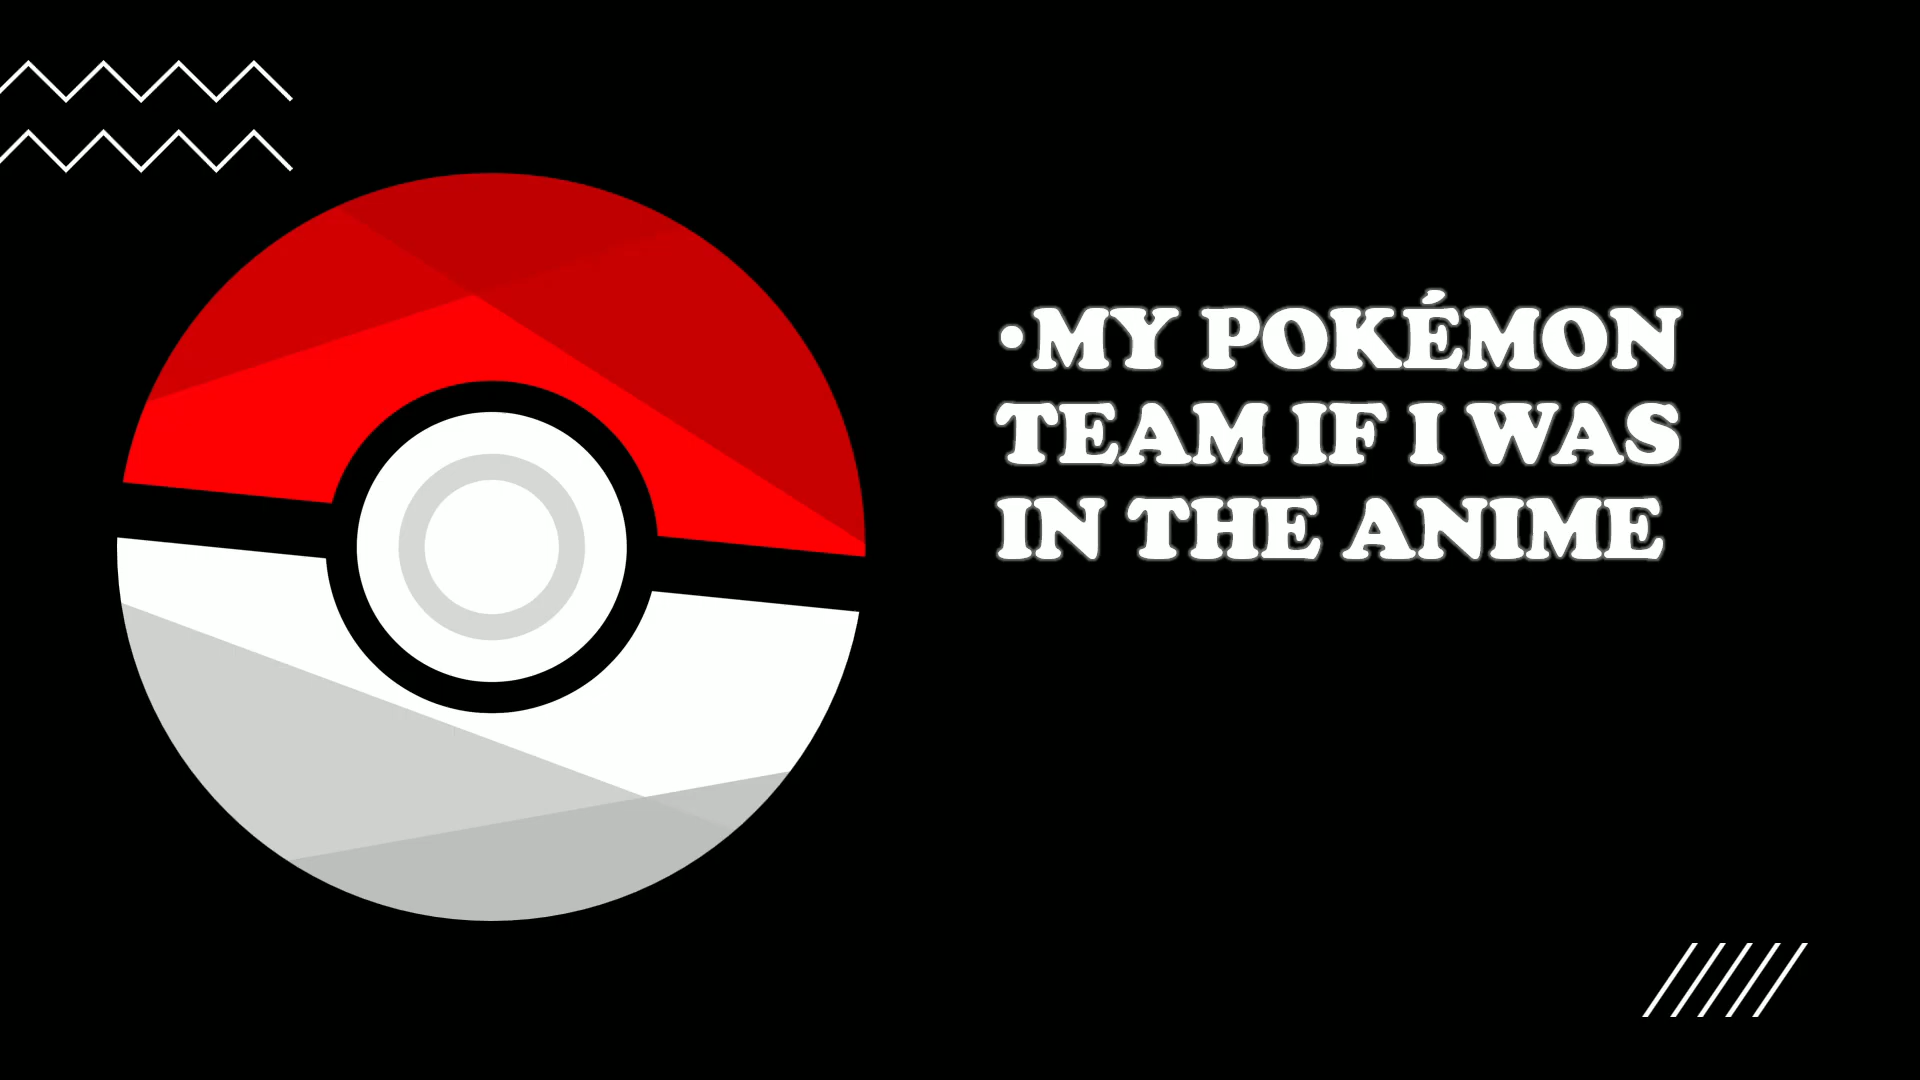 •MY POKÉMON
TEAM IF I WAS
IN THE ANIME